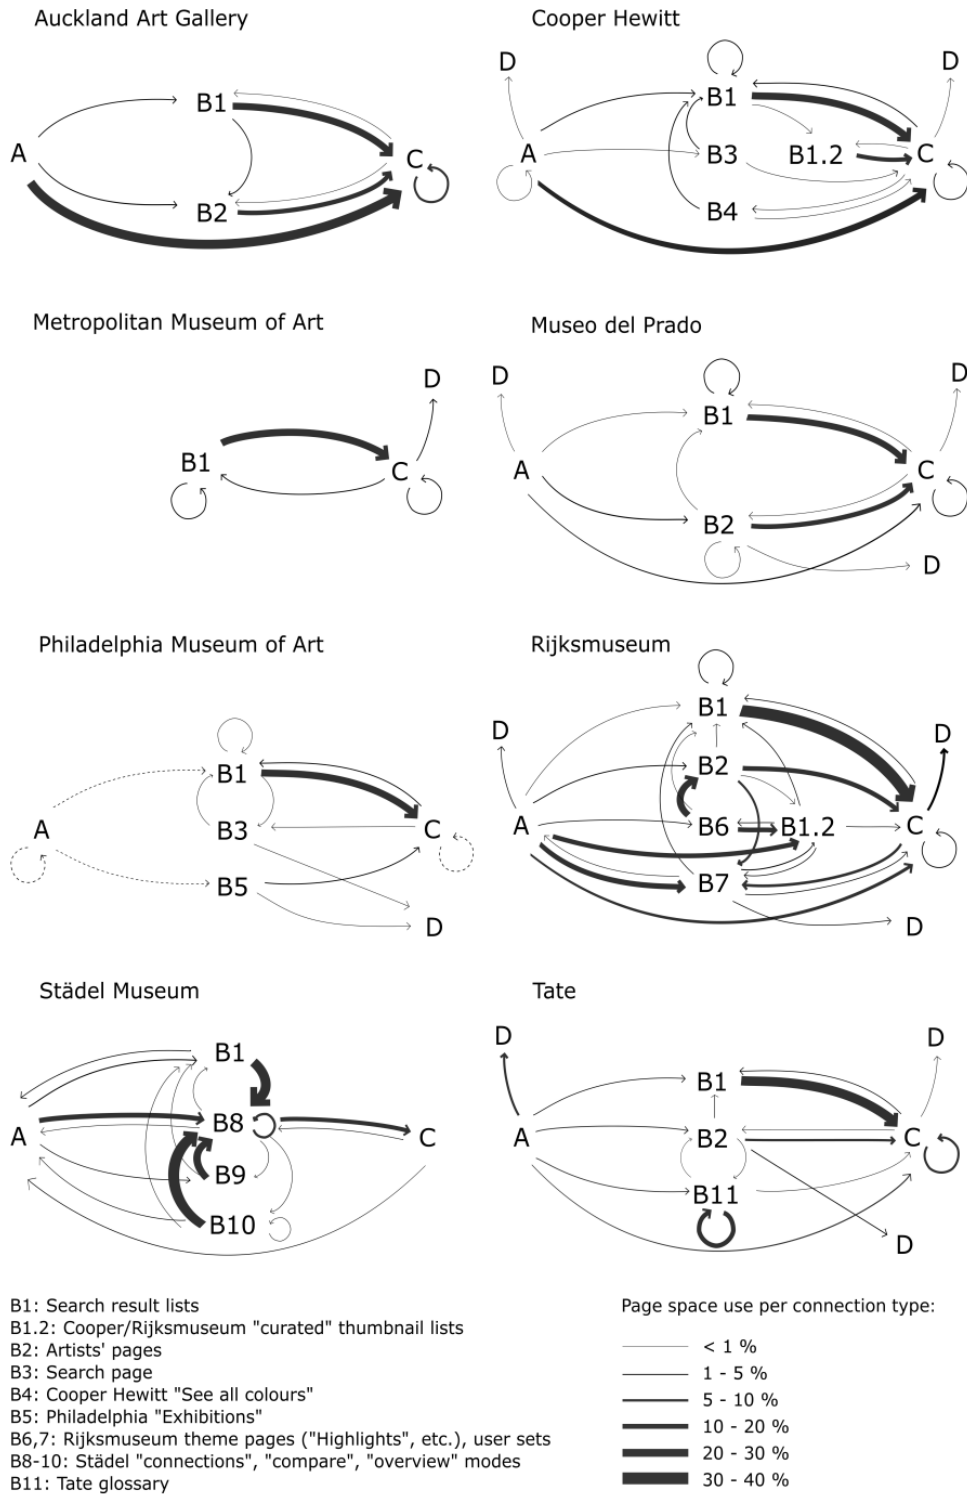 Auckland Art Gallery
A
B1
B2
C
Cooper Hewitt
D
D
B1
A
B3
B1.2
C
B4
Metropolitan Museum of Art
D
B1
C
Museo del Prado
D
D
B1
A
C
B2
D
Philadelphia Museum of Art
B1
A
B3
C
B5
D
Rijksmuseum
B1
D
D
B2
A
B6
B1.2
C
B7
D
Städel Museum
B1
A
B8
C
B9
B10
Tate
D
D
B1
A
B2
C
B11
D
B1: Search result lists
B1.2: Cooper/Rijksmuseum "curated" thumbnail lists
B2: Artists' pages
B3: Search page
B4: Cooper Hewitt "See all colours"
B5: Philadelphia "Exhibitions"
B6,7: Rijksmuseum theme pages ("Highlights", etc.), user sets
B8-10: Städel "connections", "compare", "overview" modes
B11: Tate glossary
Page space use per connection type:
< 1 %
1 - 5 %
5 - 10 %
10 - 20 %
20 - 30 %
30 - 40 %